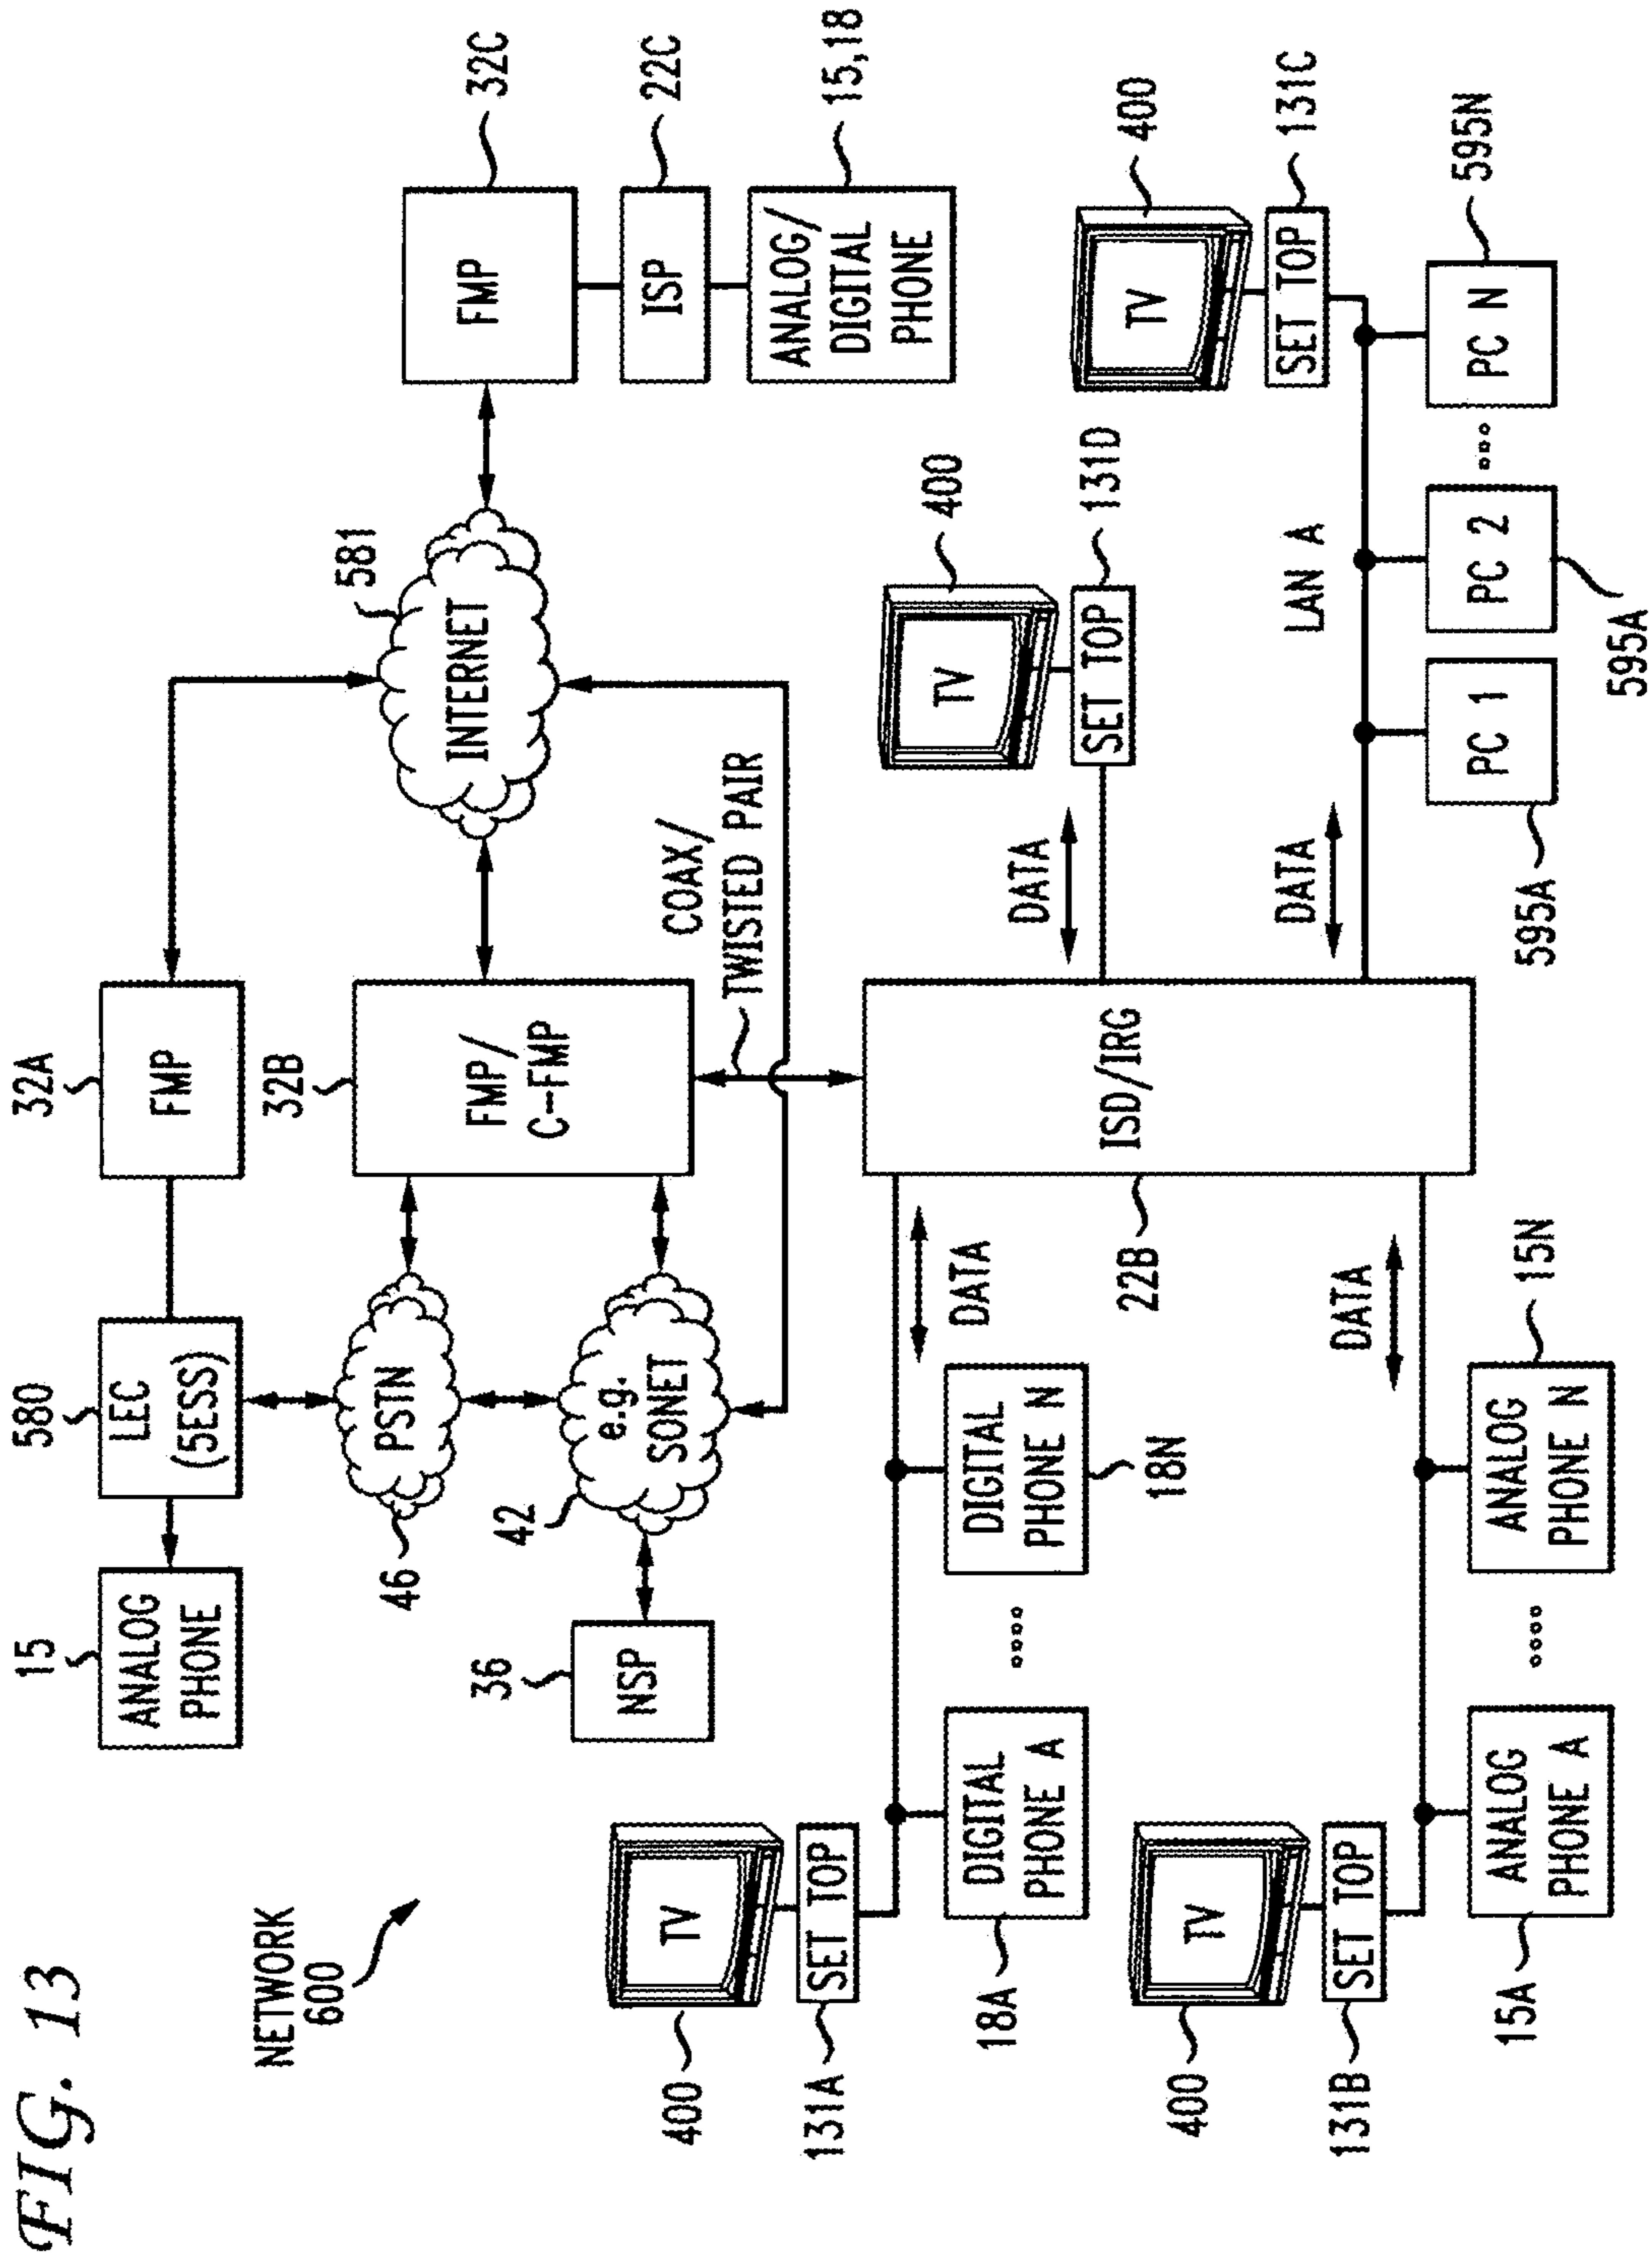 FIG. 13
NETWORK
600
15
ANALOG
PHONE
580
LEC
(5ESS)
32A
FMP
46
PSTN
32B
FMP/
C-FMP
581
INTERNET
FMP
32C
ISP
22C
ANALOG/
DIGITAL
PHONE
15,18
36
NSP
42
e.g.
SONET
COAX/
TWISTED PAIR
TV
400
SET TOP
131A
DIGITAL
PHONE A
18A
....
DIGITAL
PHONE N
18N
DATA
ISD/IRG
22B
DATA
TV
400
SET TOP
131D
TV
400
SET TOP
131B
ANALOG
PHONE A
15A
....
ANALOG
PHONE N
15N
DATA
DATA
LAN A
TV
400
SET TOP
131C
PC 1
595A
PC 2
595A
...
PC N
595N